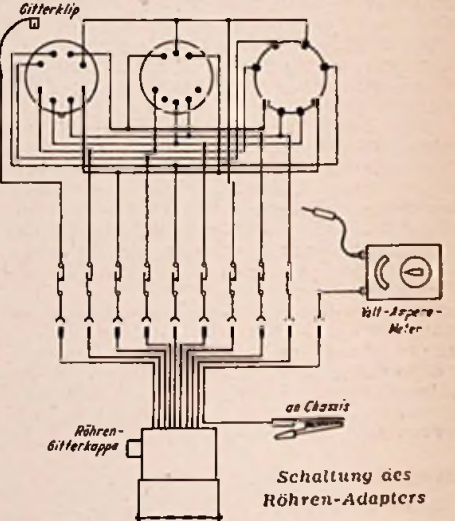 Gitterklip
Volt-Ampere-
Meter
an Chassis
Röhren-
Gitterkappe
Schaltung des
Röhren-Adapters